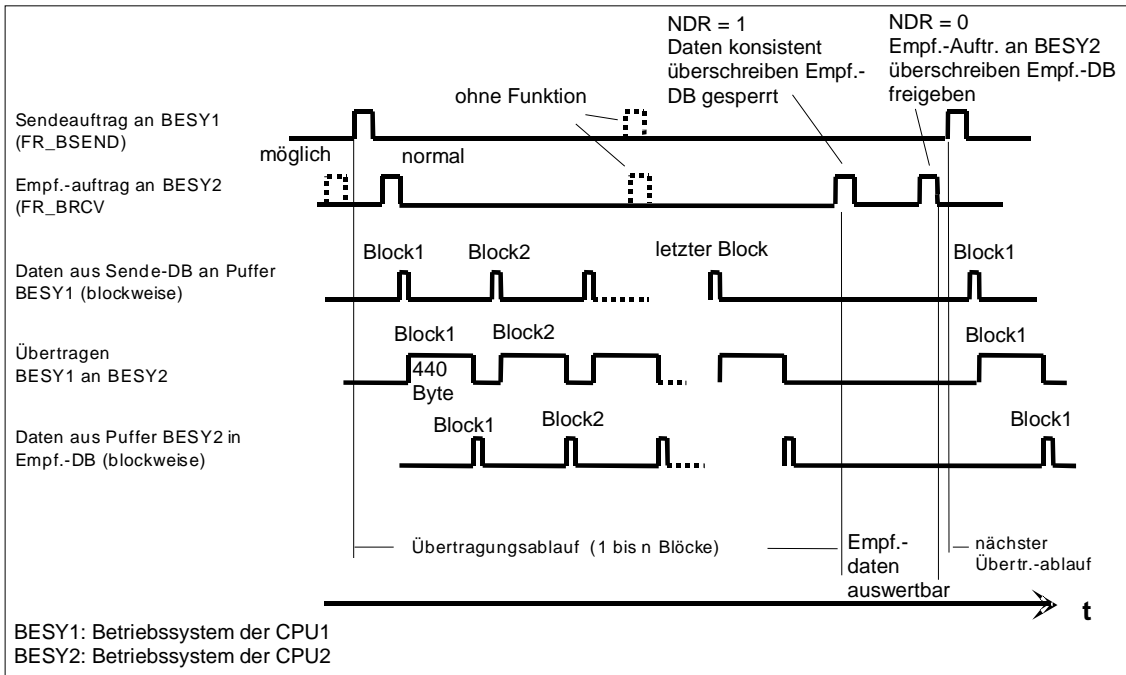 NDR = 1
Daten konsistent
überschreiben Empf.-
DB gesperrt
NDR = 0
Empf.-Auftr. an BESY2
überschreiben Empf.-DB
freigeben
ohne Funktion
Sendeauftrag an BESY1
(FR_BSEND)
möglich
normal
Empf.-auftrag an BESY2
(FR_BRCV
Block1
Block2
letzter Block
Block1
Daten aus Sende-DB an Puffer
BESY1 (blockweise)
Block1
Block2
Block1
Übertragen
BESY1 an BESY2
440
Byte
Block1
Block2
Block1
Daten aus Puffer BESY2 in
Empf.-DB (blockweise)
Übertragungsablauf (1 bis n Blöcke)
Empf.-
daten
auswertbar
nächster
Übertr.-ablauf
t
BESY1: Betriebssystem der CPU1
BESY2: Betriebssystem der CPU2